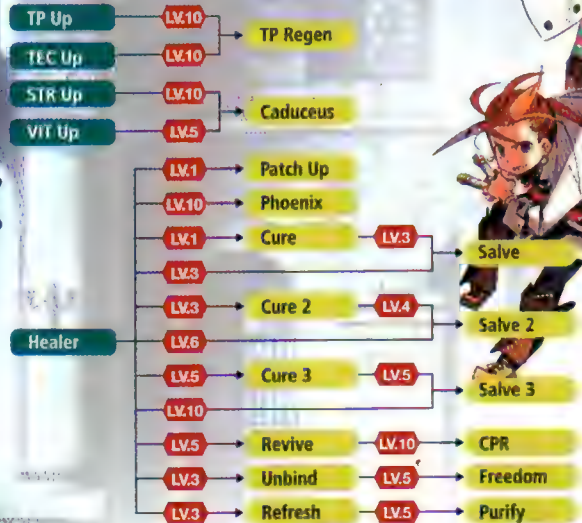 TP Up LV.10
TP Regen
TEC Up LV.10
STR Up LV.10
Caduceus
VIT Up LV.5
LV.1 Patch Up
LV.10 Phoenix
LV.1 Cure LV.3
Salve
LV.3
LV.3 Cure 2 LV.4
Salve 2
Healer LV.6
LV.5 Cure 3 LV.5
Salve 3
LV.10
LV.5 Revive LV.10 CPR
LV.3 Unbind LV.5 Freedom
LV.3 Refresh LV.5 Purify